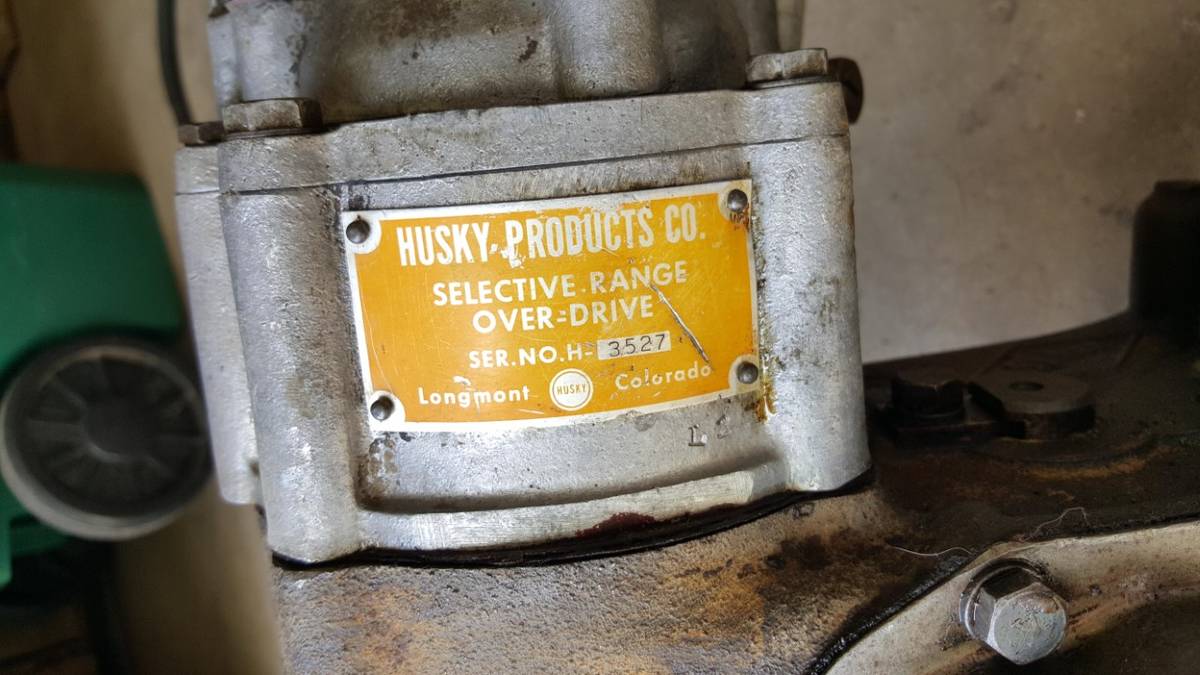 HUSKY PRODUCTS CO.
SELECTIVE RANGE
OVER-DRIVE
SER. NO. H- 3527
Longmont HUSKY Colorado